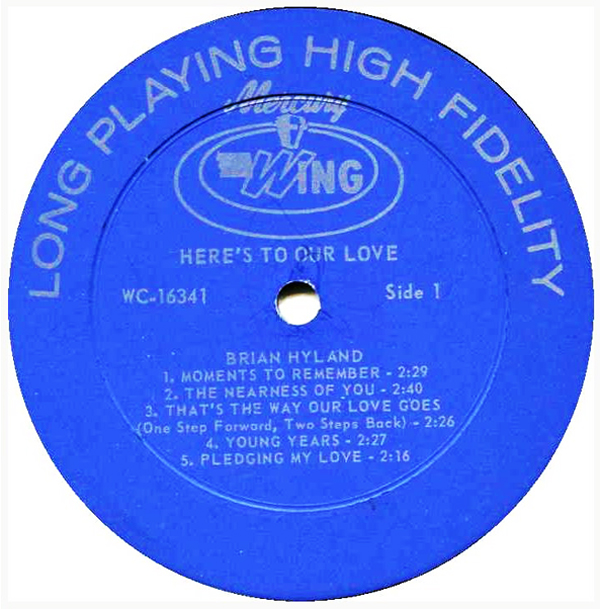 LONG PLAYING HIGH FIDELITY
Mercury
WING
HERE'S TO OUR LOVE
WC-16341
Side 1
BRIAN HYLAND
1. MOMENTS TO REMEMBER - 2:29
2. THE NEARNESS OF YOU - 2:40
3. THAT'S THE WAY OUR LOVE GOES
(One Step Forward, Two Steps Back) - 2:26
4. YOUNG YEARS - 2:27
5. PLEDGING MY LOVE - 2:16